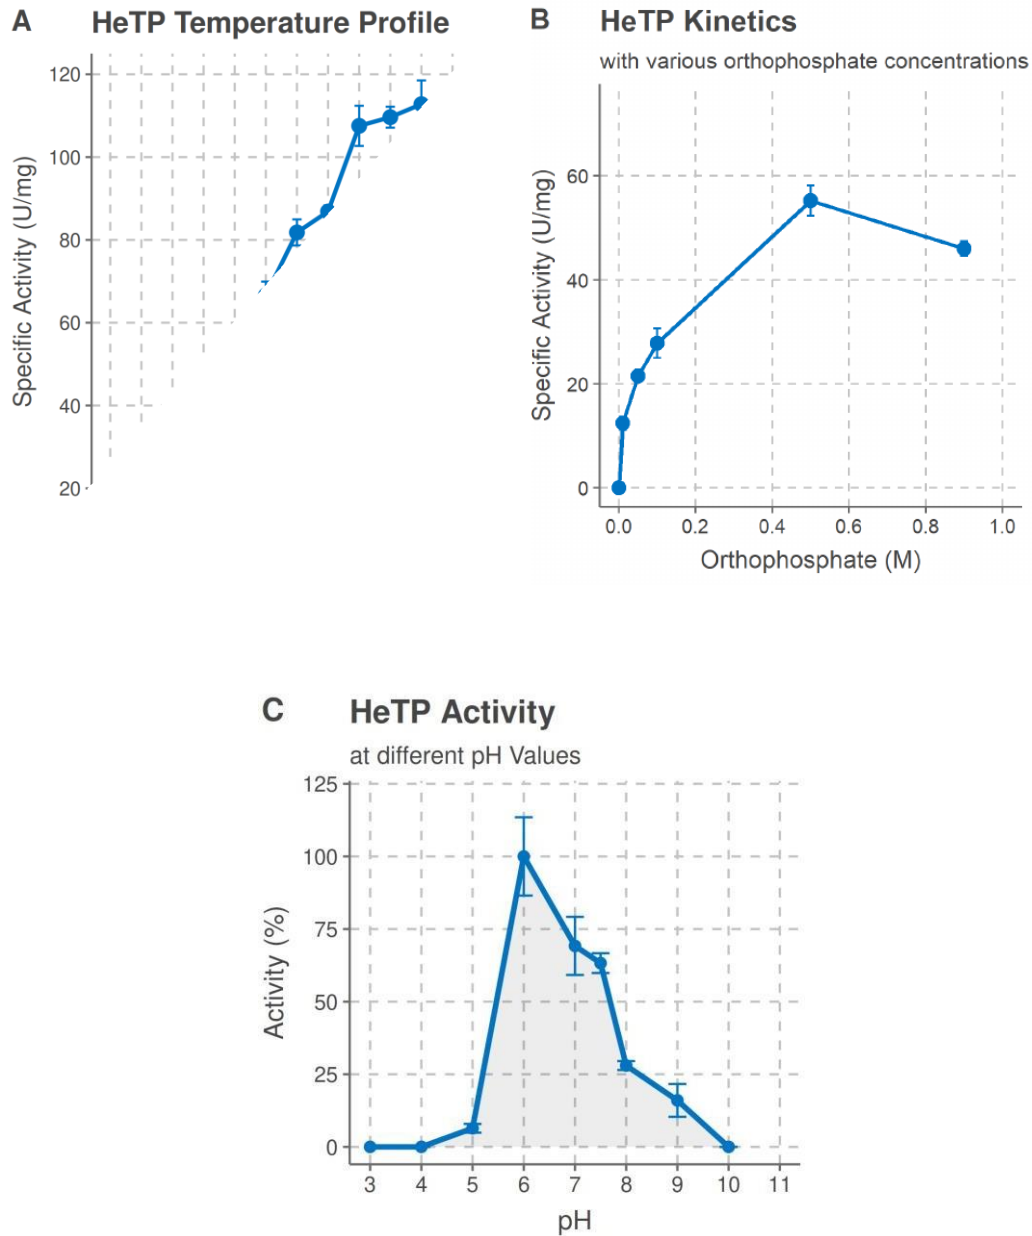 A HeTP Temperature Profile
Specific Activity (U/mg)
120
100
80
60
40
20
B HeTP Kinetics
with various orthophosphate concentrations
Specific Activity (U/mg)
60
40
20
0
0.0 0.2 0.4 0.6 0.8 1.0
Orthophosphate (M)
C HeTP Activity
at different pH Values
Activity (%)
125
100
75
50
25
0
3 4 5 6 7 8 9 10 11
pH